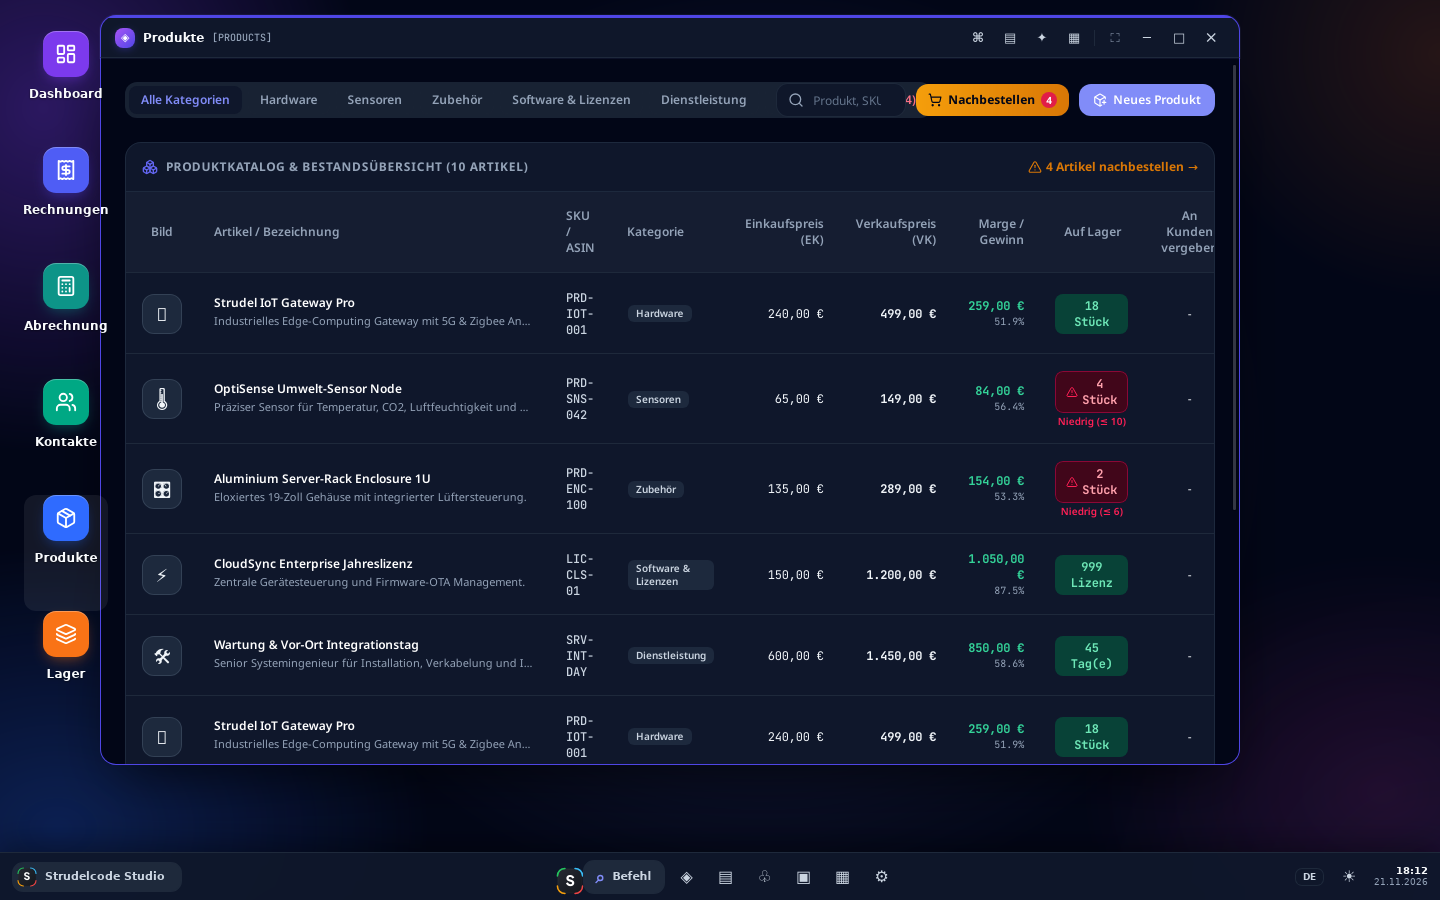 Dashboard
Rechnungen
Abrechnung
Kontakte
Produkte
Lager
Produkte [PRODUCTS]
Alle Kategorien Hardware Sensoren Zubehör Software & Lizenzen Dienstleistung
Produkt, SKU 4)
Nachbestellen 4
Neues Produkt
PRODUKTKATALOG & BESTANDSÜBERSICHT (10 ARTIKEL)
4 Artikel nachbestellen →
Bild
Artikel / Bezeichnung
SKU
/
ASIN
Kategorie
Einkaufspreis
(EK)
Verkaufspreis
(VK)
Marge /
Gewinn
Auf Lager
An
Kunden
vergeben
Strudel IoT Gateway Pro
Industrielles Edge-Computing Gateway mit 5G & Zigbee An...
PRD-
IOT-
001
Hardware
240,00 €
499,00 €
259,00 €
51.9%
18
Stück
-
OptiSense Umwelt-Sensor Node
Präziser Sensor für Temperatur, CO2, Luftfeuchtigkeit und ...
PRD-
SNS-
042
Sensoren
65,00 €
149,00 €
84,00 €
56.4%
4
Stück
Niedrig (≤ 10)
-
Aluminium Server-Rack Enclosure 1U
Eloxiertes 19-Zoll Gehäuse mit integrierter Lüftersteuerung.
PRD-
ENC-
100
Zubehör
135,00 €
289,00 €
154,00 €
53.3%
2
Stück
Niedrig (≤ 6)
-
CloudSync Enterprise Jahreslizenz
Zentrale Gerätesteuerung und Firmware-OTA Management.
LIC-
CLS-
01
Software &
Lizenzen
150,00 €
1.200,00 €
1.050,00
€
87.5%
999
Lizenz
-
Wartung & Vor-Ort Integrationstag
Senior Systemingenieur für Installation, Verkabelung und I...
SRV-
INT-
DAY
Dienstleistung
600,00 €
1.450,00 €
850,00 €
58.6%
45
Tag(e)
-
Strudel IoT Gateway Pro
Industrielles Edge-Computing Gateway mit 5G & Zigbee An...
PRD-
IOT-
001
Hardware
240,00 €
499,00 €
259,00 €
51.9%
18
Stück
-
S Strudelcode Studio
S
Befehl
DE
18:12
21.11.2026